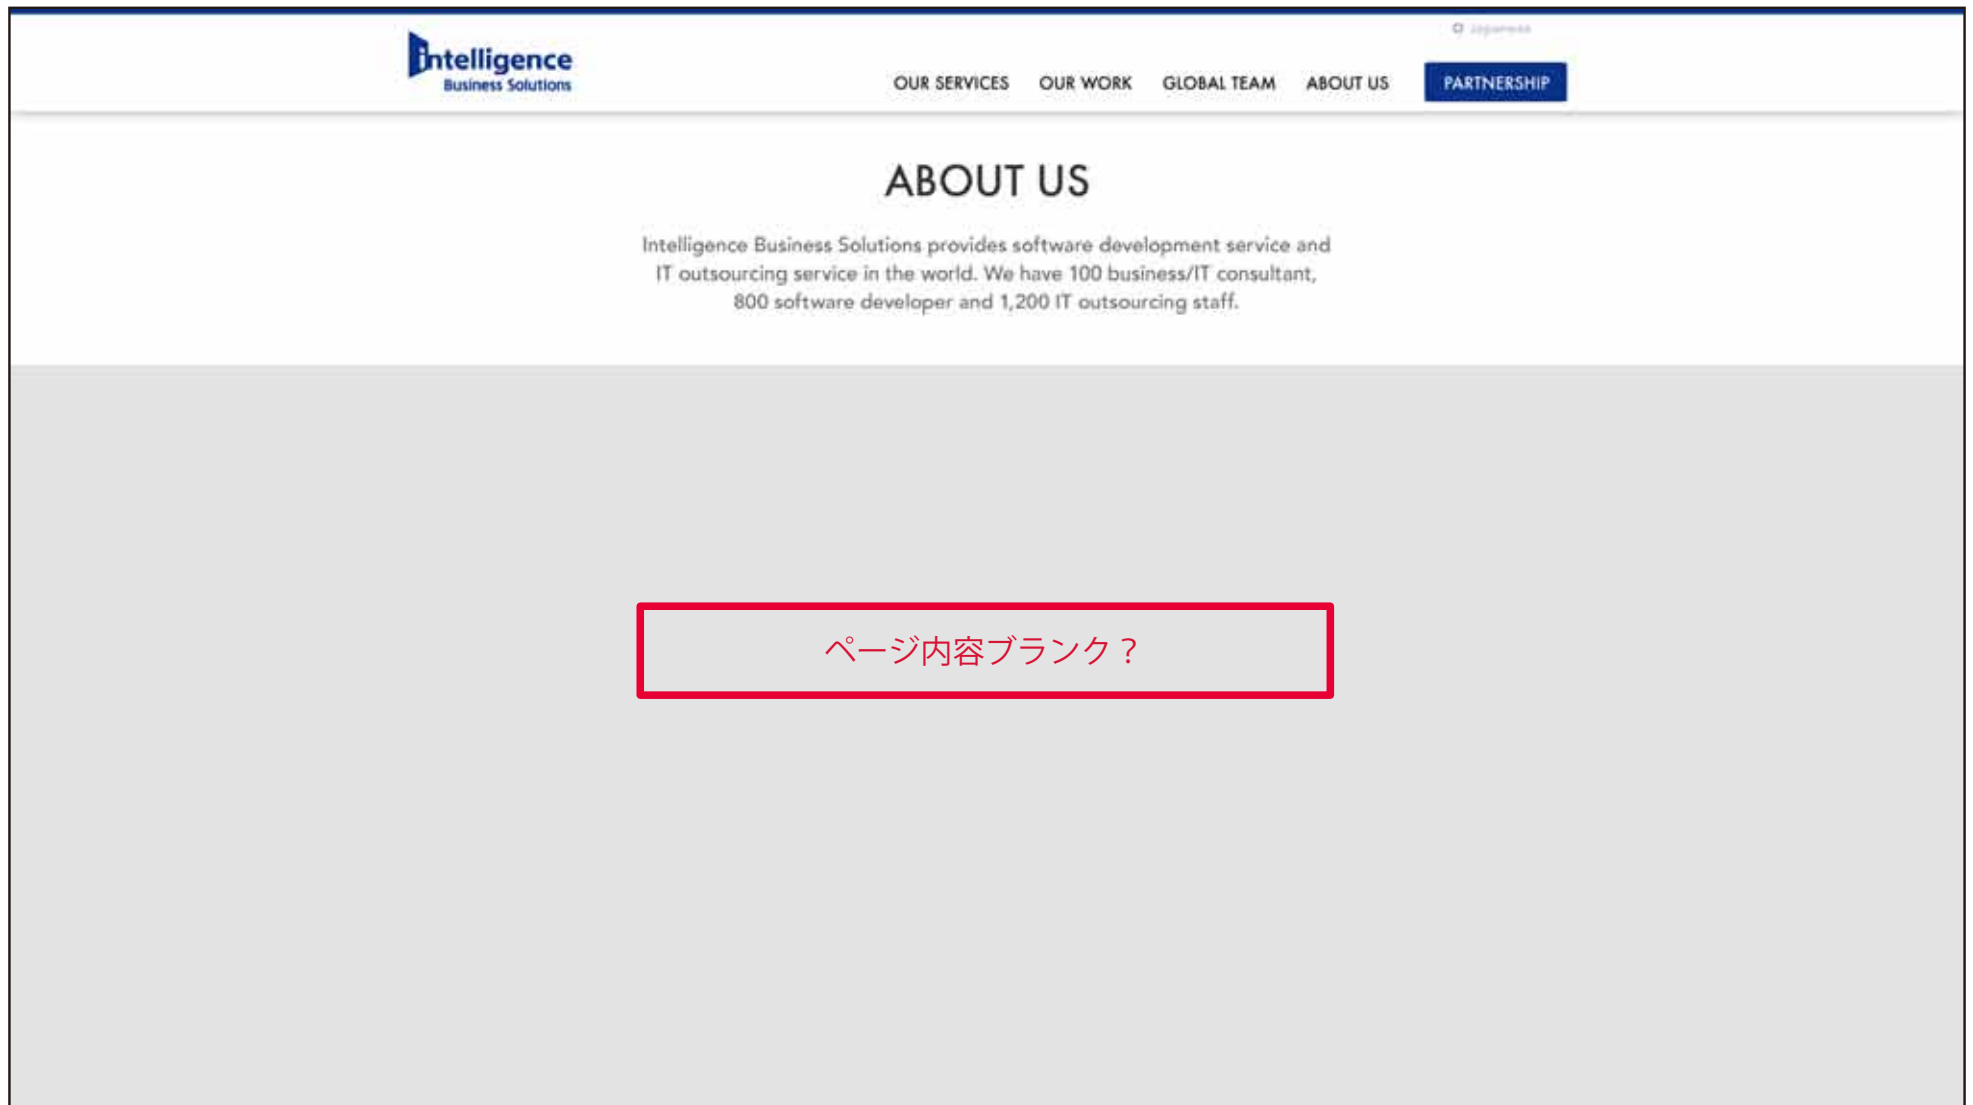 Japanese
intelligence
Business Solutions
OUR SERVICES OUR WORK GLOBAL TEAM ABOUT US PARTNERSHIP
ABOUT US
Intelligence Business Solutions provides software development service and
IT outsourcing service in the world. We have 100 business/IT consultant,
800 software developer and 1,200 IT outsourcing staff.
ページ内容ブランク？